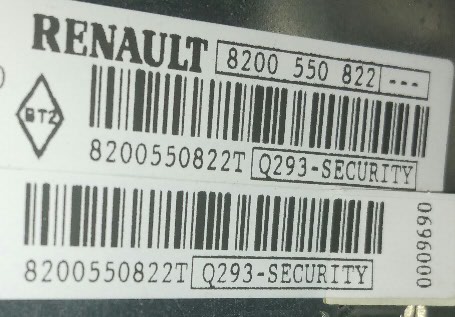 RENAULT 8200 550 822 ---
BTZ
8200550822T Q293-SECURITY
8200550822T Q293-SECURITY
0009690